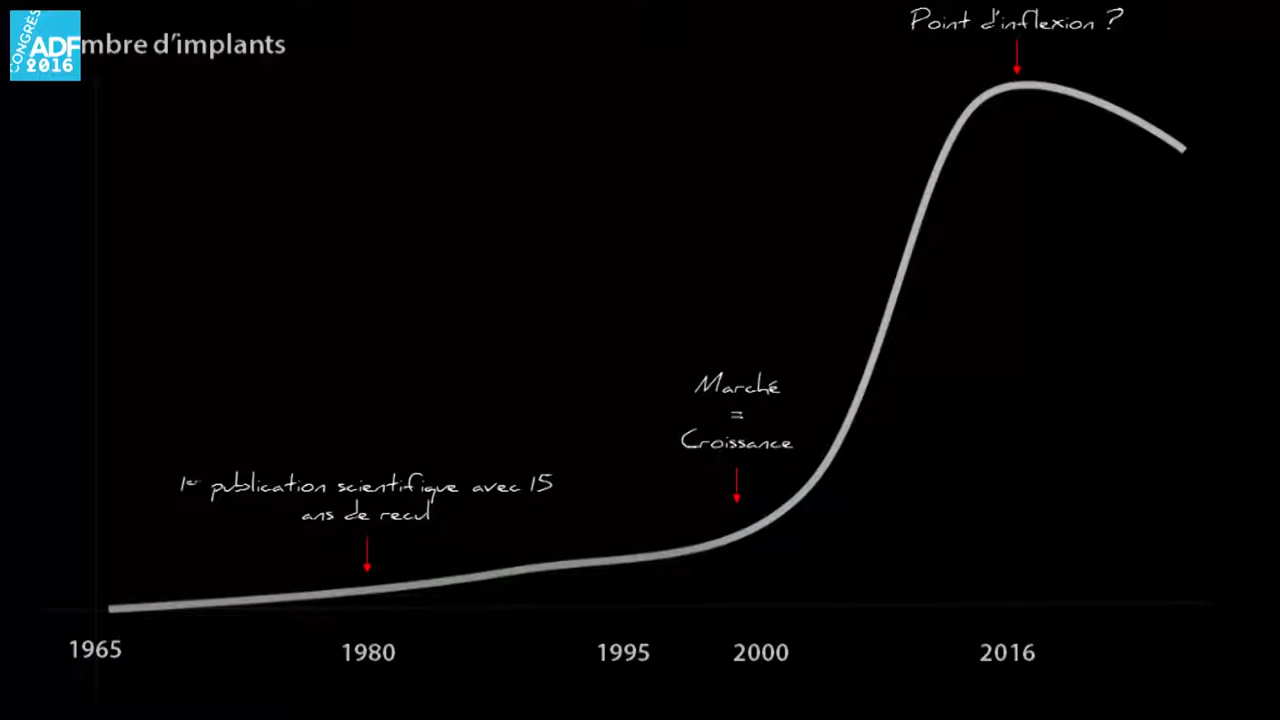 CONGRÈS
ADF
2016
mbre d'implants
Point d'inflexion ?
Marché
=
Croissance
1er publication scientifique avec 15
ans de recul
1965
1980
1995
2000
2016